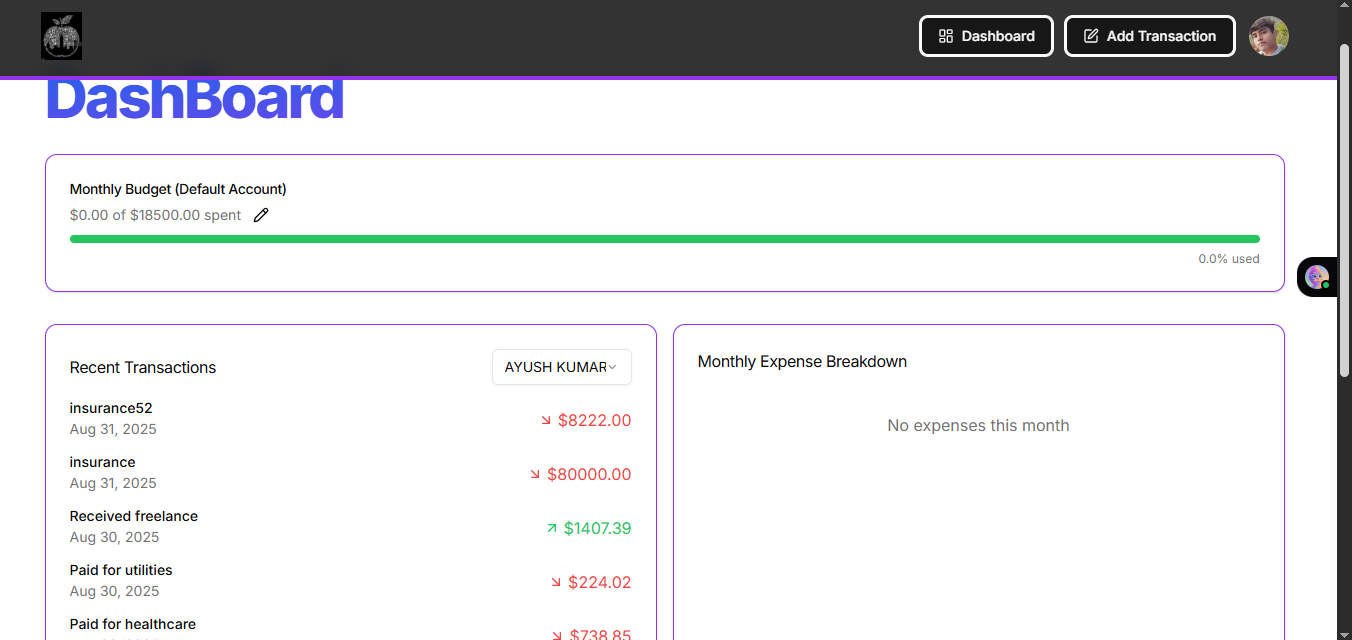 Dashboard
Add Transaction
DashBoard
Monthly Budget (Default Account)
$0.00 of $18500.00 spent
0.0% used
Recent Transactions
AYUSH KUMAR
insurance52
Aug 31, 2025
$8222.00
insurance
Aug 31, 2025
$80000.00
Received freelance
Aug 30, 2025
$1407.39
Paid for utilities
Aug 30, 2025
$224.02
Paid for healthcare
$738.85
Monthly Expense Breakdown
No expenses this month